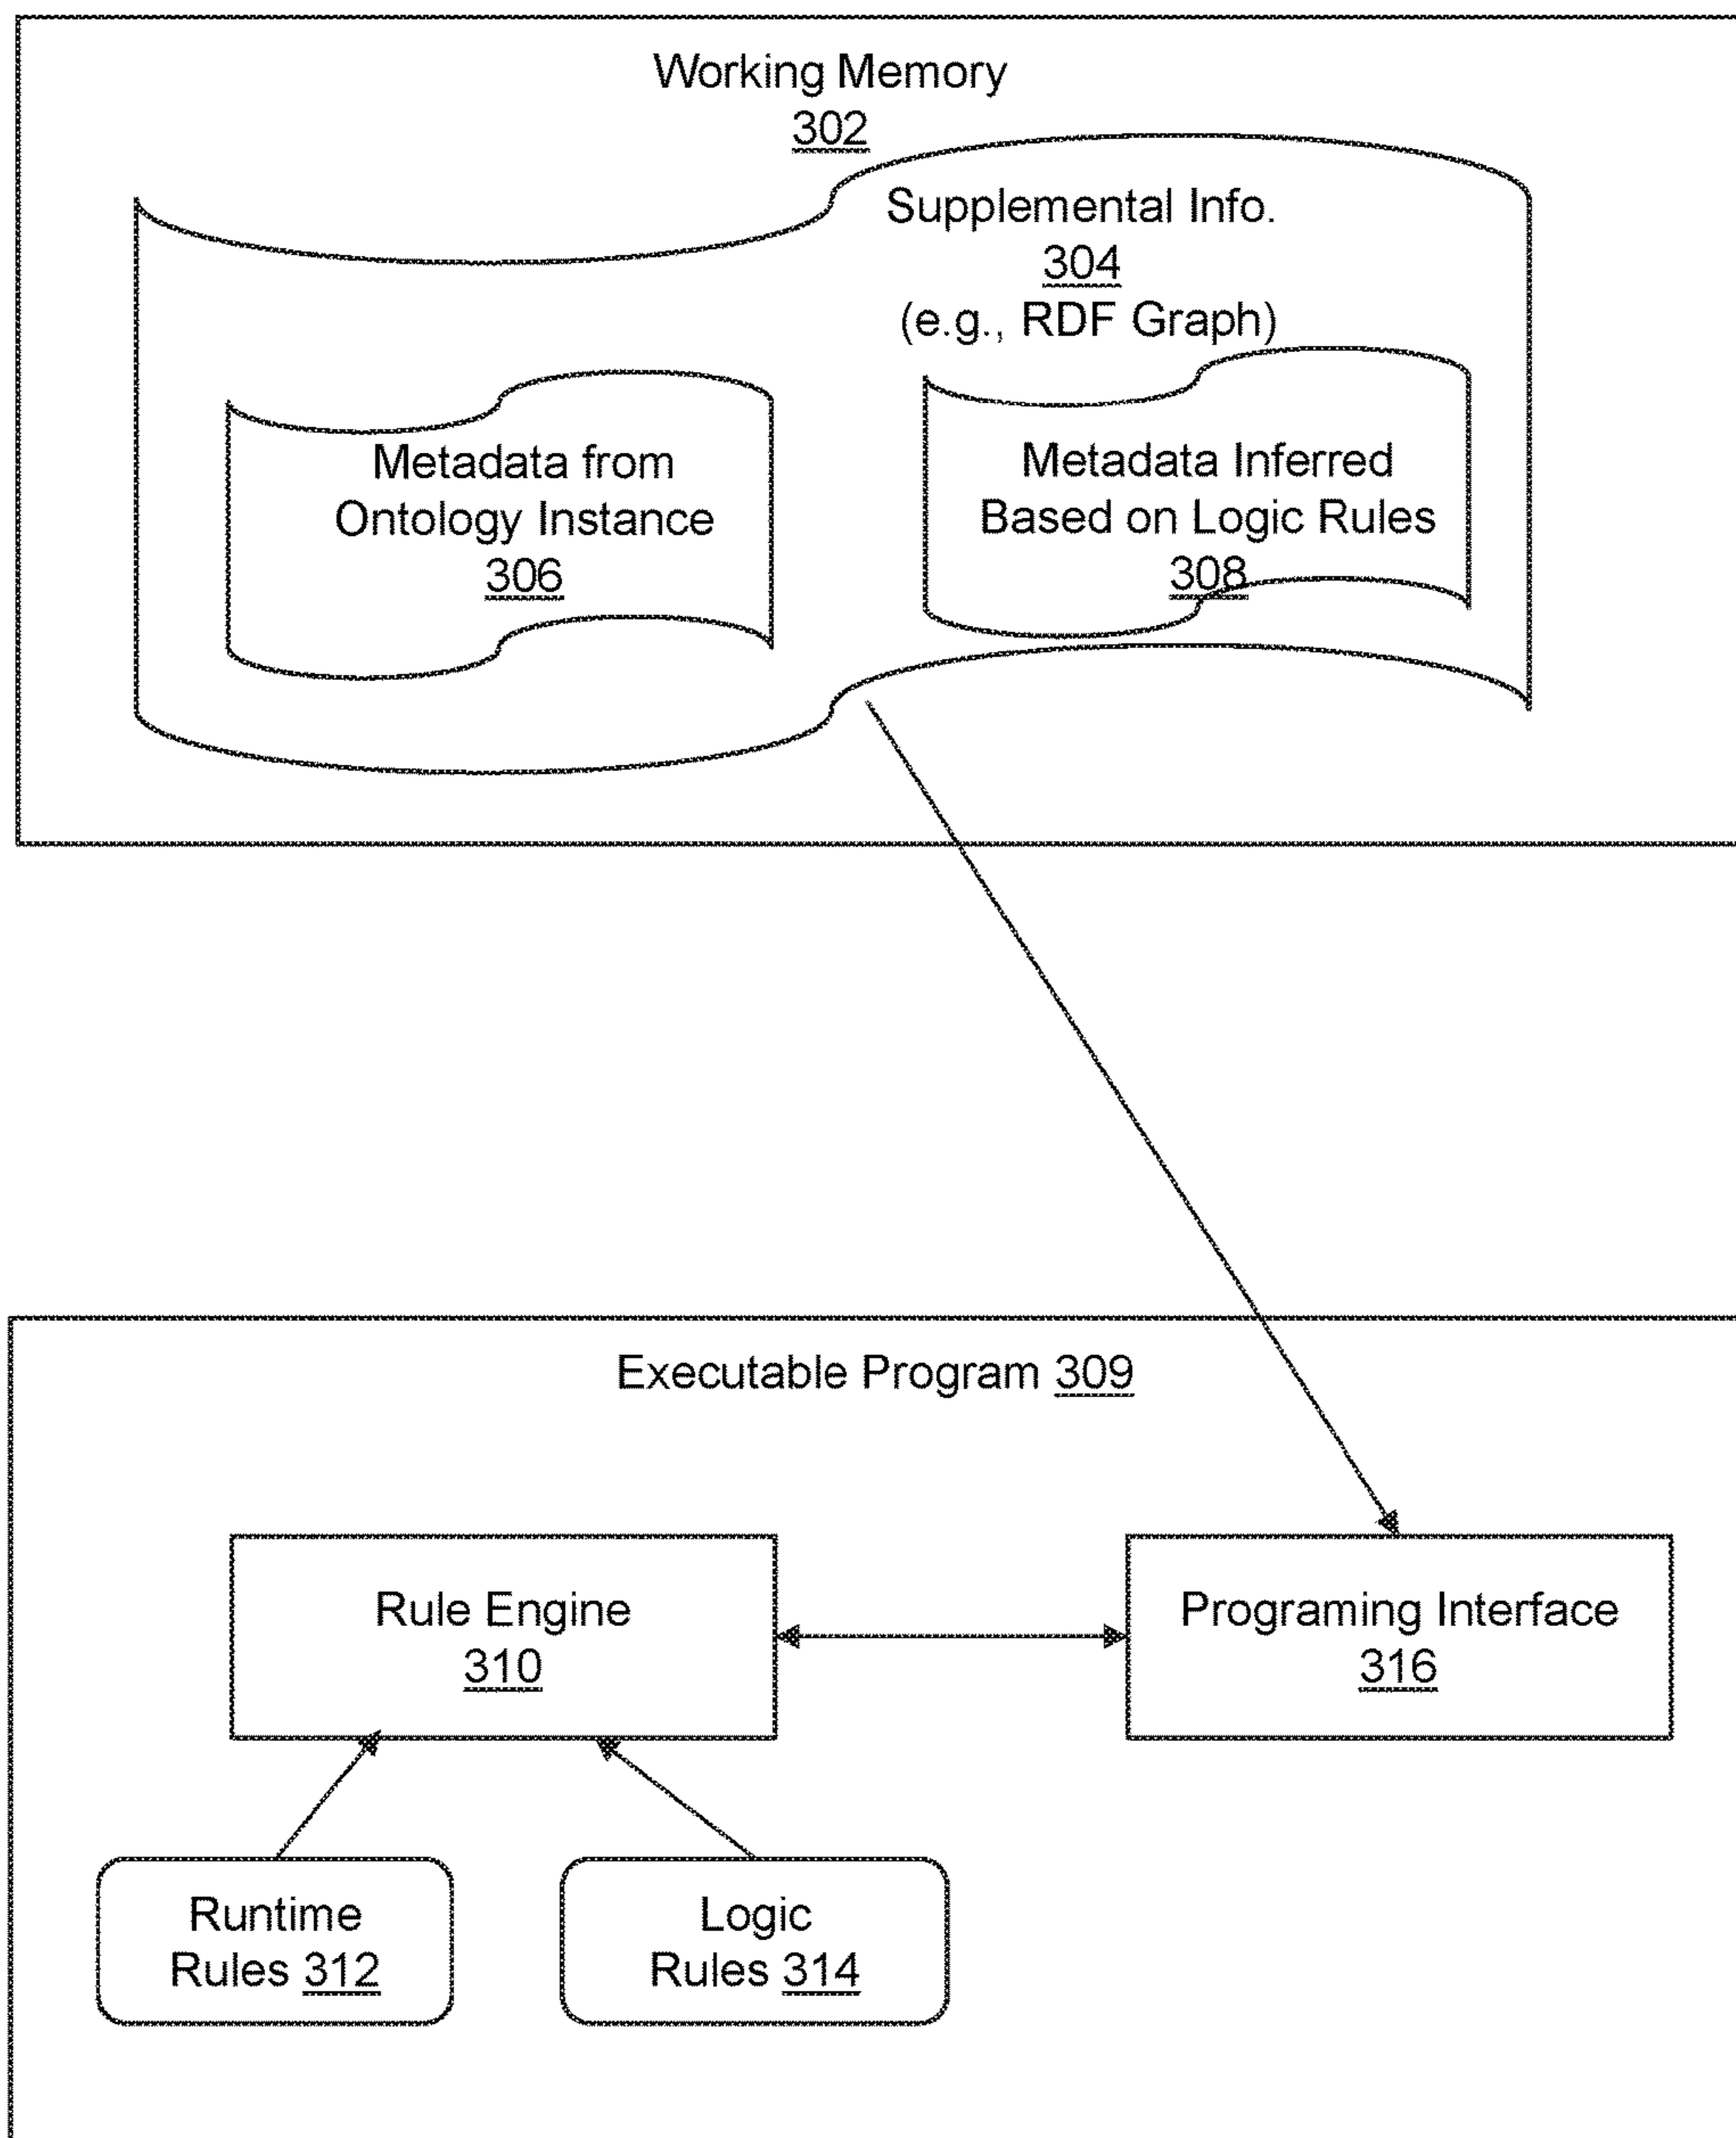 Working Memory
302
Supplemental Info.
304
(e.g., RDF Graph)
Metadata from
Ontology Instance
306
Metadata Inferred
Based on Logic Rules
308
Executable Program 309
Rule Engine
310
Programing Interface
316
Runtime
Rules 312
Logic
Rules 314